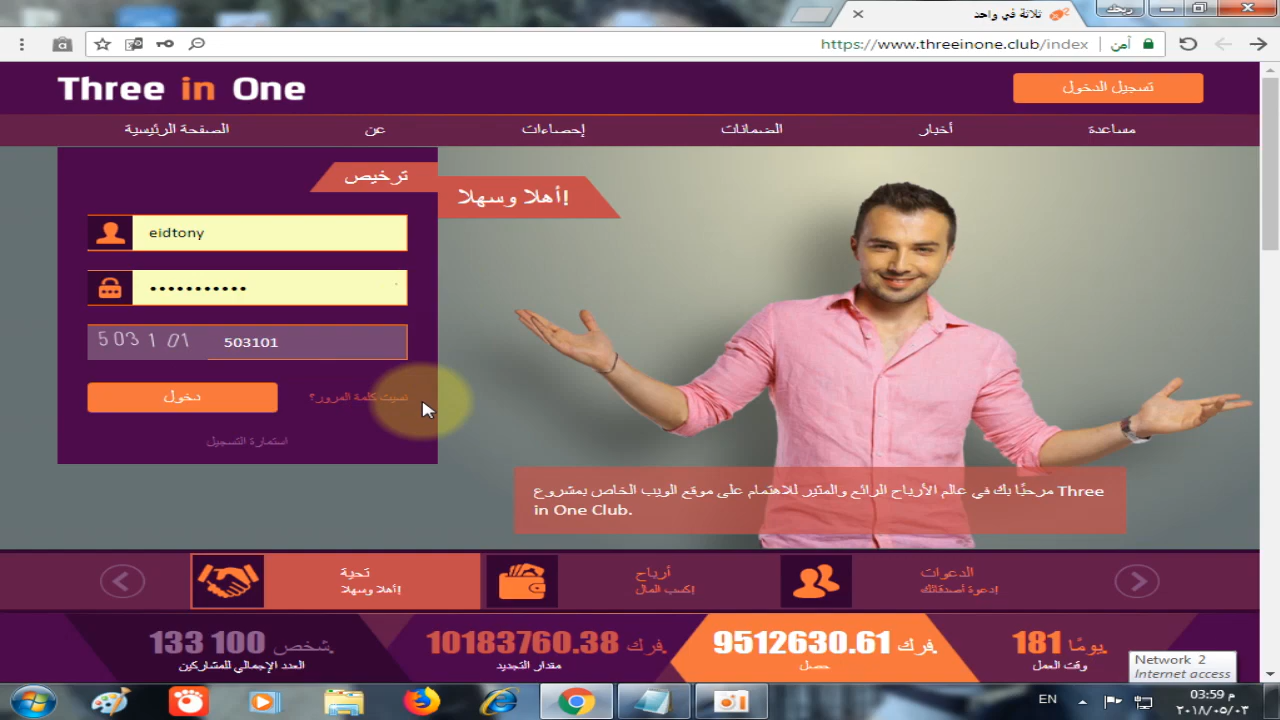 ثلاثة في واحد
ريحك
https://www.threeinone.club/index
آمن
Three in One
تسجيل الدخول
الصفحة الرئيسية
عن
إحصاءات
الضمانات
أخبار
مساعدة
ترخيص
!أهلا وسهلا
eidtony
•••••••••••
503101
503101
دخول
نسيت كلمة المرور؟
استمارة التسجيل
مرحبًا بك في عالم الأرباح الرائع والمثير للاهتمام على موقع الويب الخاص بمشروع Three
in One Club.
تحية
!أهلا وسهلا
أرباح
إكسب المال
الدعوات
!دعوة أصدقائك
133 100 شخص.
العدد الإجمالي للمشاركين
10183760.38 فرك.
مقدار التجديد
9512630.61 فرك.
حصل
181 يومًا.
وقت العمل
Network 2
Internet access
EN
03:59 م
٢٠١٨/٠٥/٠٣